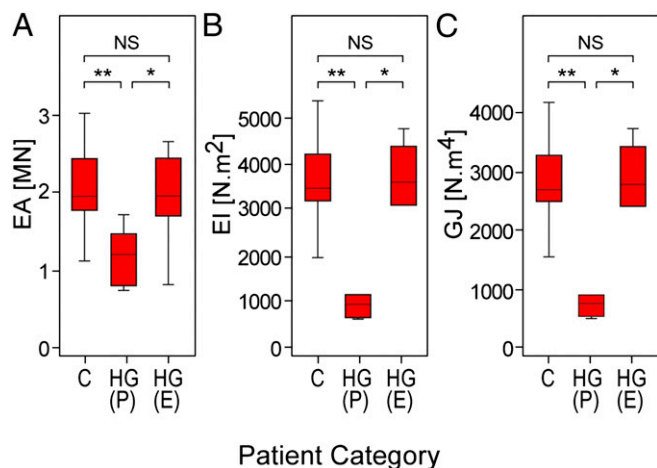 A
B
C
NS
NS
NS
** *
** *
** *
EA [MN]
3
2
1
0
EI [N.m²]
5000
4000
3000
2000
1000
0
GJ [N.m⁴]
4000
3000
2000
1000
0
C HG (P) HG (E)
C HG (P) HG (E)
C HG (P) HG (E)
Patient Category